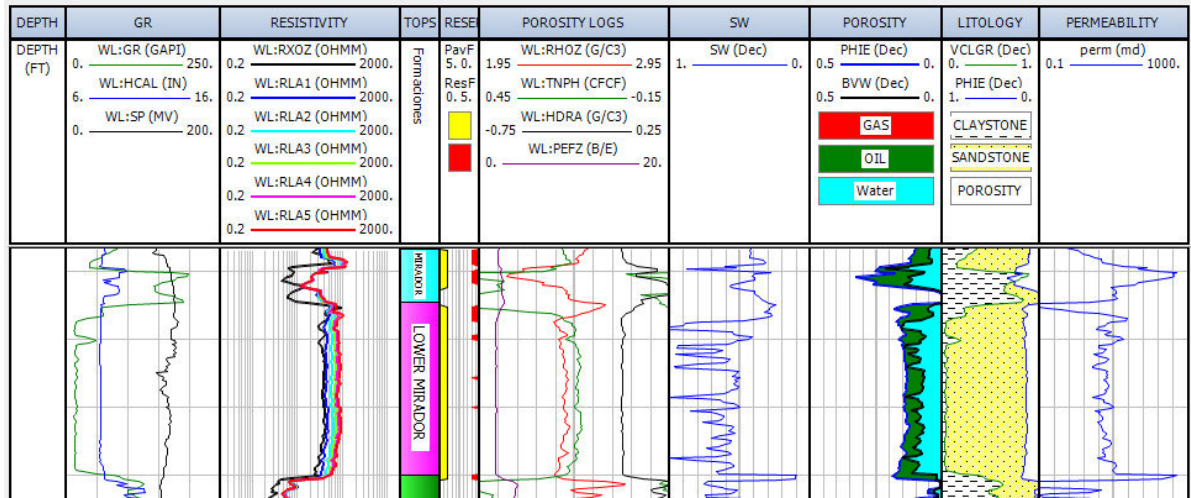 DEPTH GR RESISTIVITY TOPS RESE POROSITY LOGS SW POROSITY LITOLOGY PERMEABILITY
DEPTH
(FT)
WL:GR (GAPI)
0. 250.
WL:HCAL (IN)
6. 16.
WL:SP (MV)
0. 200.
WL:RXOZ (OHMM)
0.2 2000.
WL:RLA1 (OHMM)
0.2 2000.
WL:RLA2 (OHMM)
0.2 2000.
WL:RLA3 (OHMM)
0.2 2000.
WL:RLA4 (OHMM)
0.2 2000.
WL:RLA5 (OHMM)
0.2 2000.
Formaciones
PavF
5. 0.
ResF
0. 5.
WL:RHOZ (G/C3)
1.95 2.95
WL:TNPH (CFCF)
0.45 -0.15
WL:HDRA (G/C3)
-0.75 0.25
WL:PEFZ (B/E)
0. 20.
SW (Dec)
1. 0.
PHIE (Dec)
0.5 0.
BVW (Dec)
0.5 0.
GAS
OIL
Water
VCLGR (Dec)
0. 1.
PHIE (Dec)
1. 0.
CLAYSTONE
SANDSTONE
POROSITY
perm (md)
0.1 1000.
MIRADOR
LOWER MIRADOR